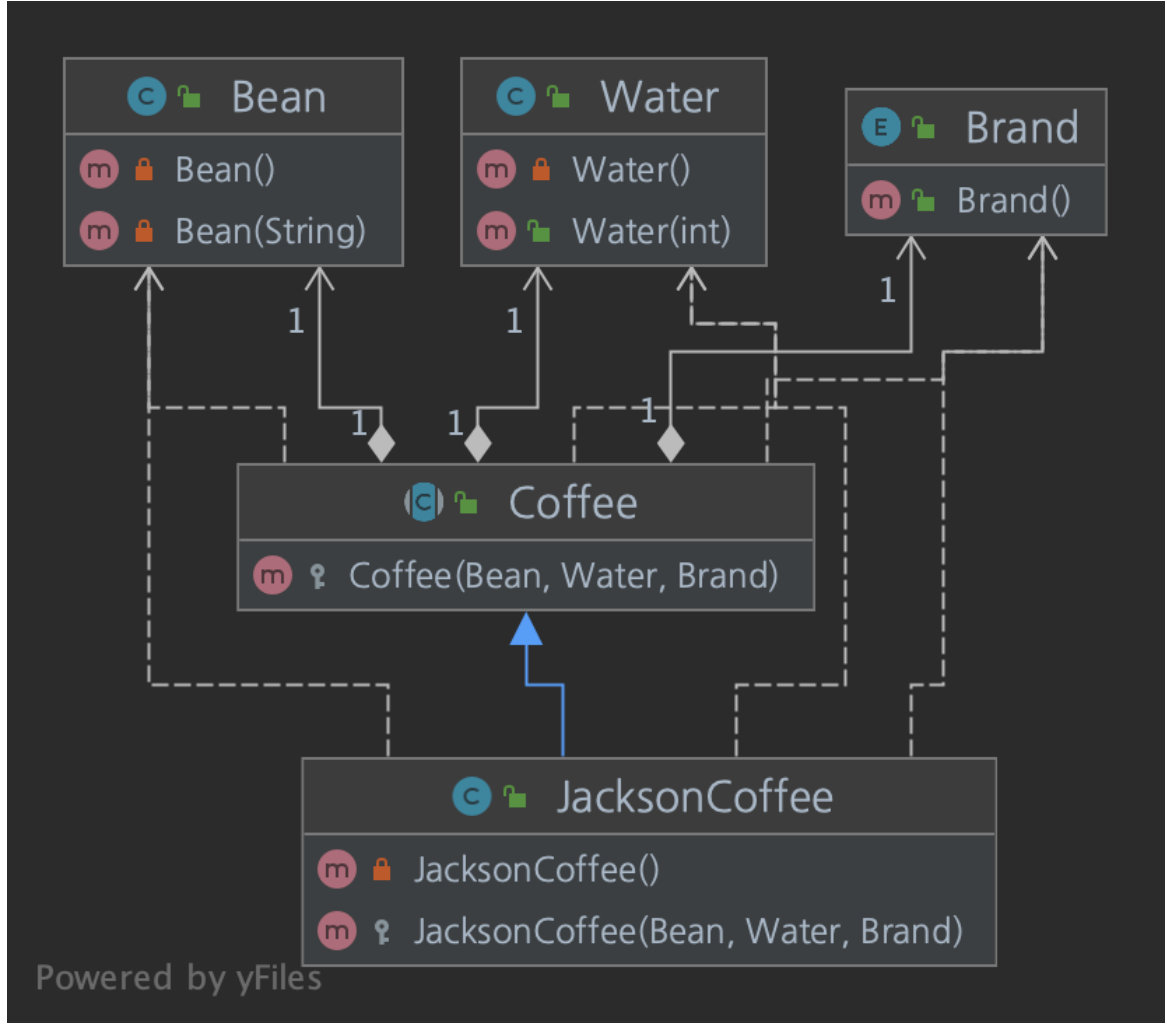 Bean
Bean()
Bean(String)
Water
Water()
Water(int)
Brand
Brand()
1
1
1
1
1
1
Coffee
Coffee(Bean, Water, Brand)
JacksonCoffee
JacksonCoffee()
JacksonCoffee(Bean, Water, Brand)
Powered by yFiles